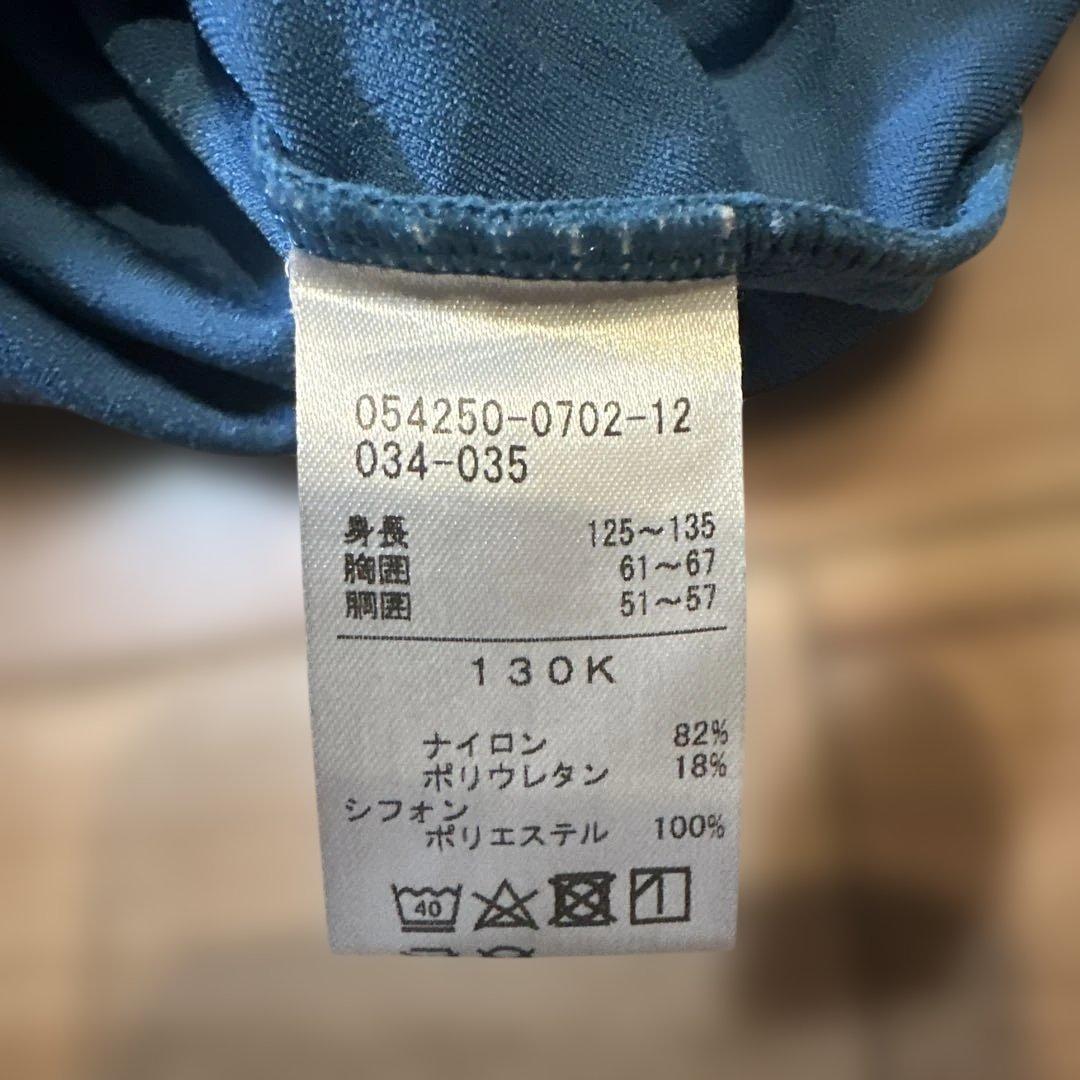 054250-0702-12
034-035
身長 125～135
胸囲 61～67
胴囲 51～57
130K
ナイロン 82%
ポリウレタン 18%
シフォン
ポリエステル 100%
40